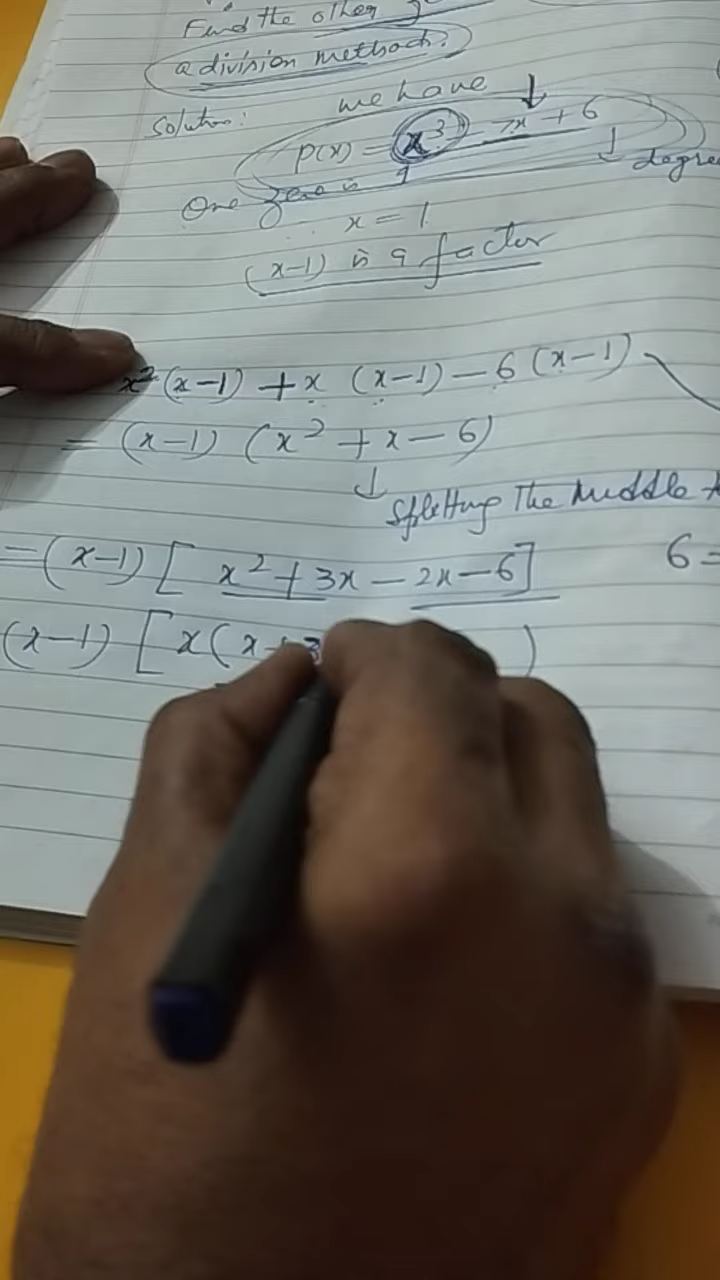 Find the other
a division method.
Solution: we have
p(x) = x³ - 7x + 6
degree
One zero is 1
x = 1
(x-1) is a factor
x²(x-1) + x (x-1) - 6 (x-1)
= (x-1) (x² + x - 6)
Splitting The Middle
= (x-1) [ x² + 3x - 2x - 6 ]
6 =
(x-1) [ x(x+3 )